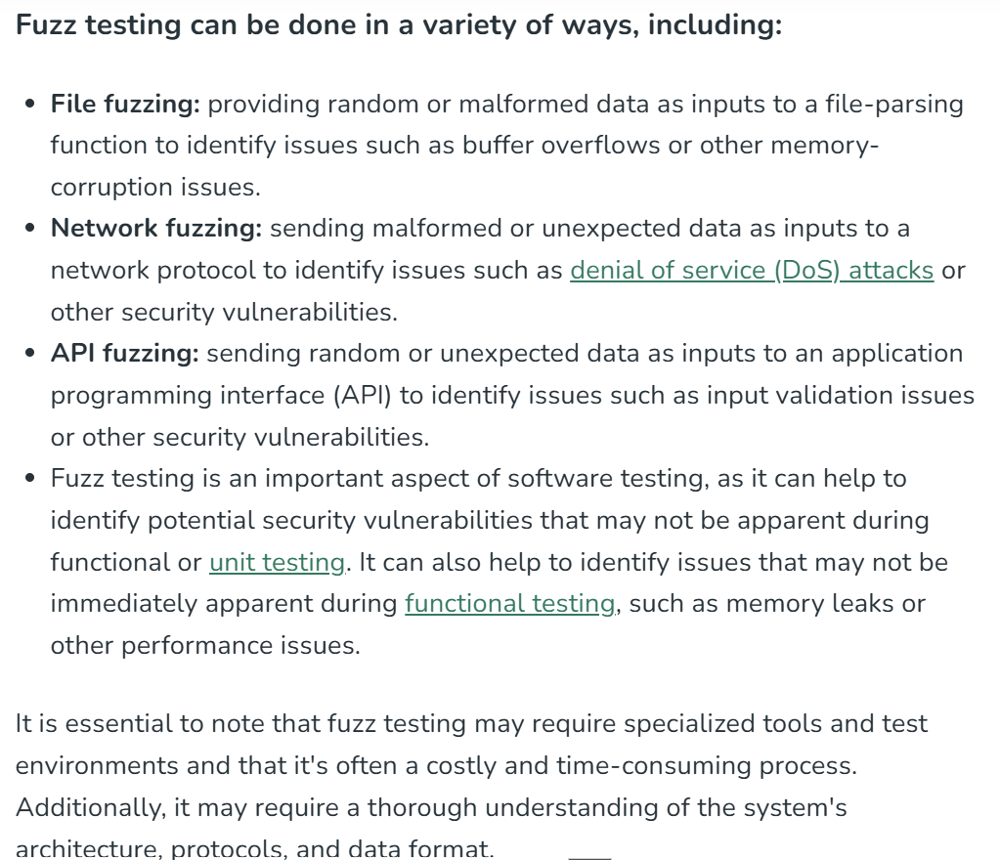 Fuzz testing can be done in a variety of ways, including:
• File fuzzing: providing random or malformed data as inputs to a file-parsing
function to identify issues such as buffer overflows or other memory-
corruption issues.
• Network fuzzing: sending malformed or unexpected data as inputs to a
network protocol to identify issues such as denial of service (DoS) attacks or
other security vulnerabilities.
• API fuzzing: sending random or unexpected data as inputs to an application
programming interface (API) to identify issues such as input validation issues
or other security vulnerabilities.
• Fuzz testing is an important aspect of software testing, as it can help to
identify potential security vulnerabilities that may not be apparent during
functional or unit testing. It can also help to identify issues that may not be
immediately apparent during functional testing, such as memory leaks or
other performance issues.
It is essential to note that fuzz testing may require specialized tools and test
environments and that it's often a costly and time-consuming process.
Additionally, it may require a thorough understanding of the system's
architecture, protocols, and data format.